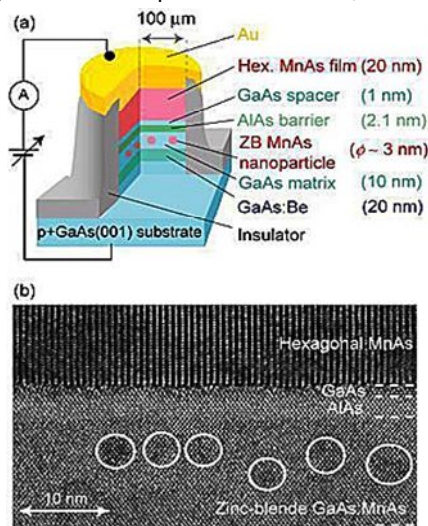 (a)
100 μm
Au
A
Hex. MnAs film (20 nm)
GaAs spacer (1 nm)
AlAs barrier (2.1 nm)
ZB MnAs
nanoparticle (ϕ~ 3 nm)
GaAs matrix (10 nm)
GaAs:Be (20 nm)
Insulator
p+GaAs(001) substrate
(b)
Hexagonal MnAs
GaAs
AlAs
10 nm
Zinc-blende GaAs:MnAs